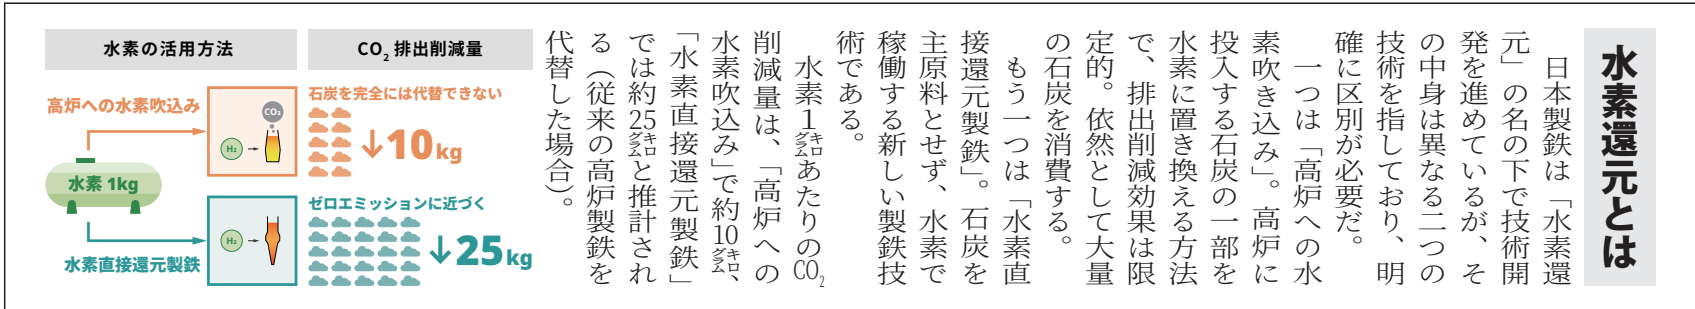 水素還元とは
日本製鉄は「水素還
元」の名の下で技術開
発を進めているが、そ
の中身は異なる二つの
技術を指しており、明
確に区別が必要だ。
一つは「高炉への水
素吹き込み」。高炉に
投入する石炭の一部を
水素に置き換える方法
で、排出削減効果は限
定的。依然として大量
の石炭を消費する。
もう一つは「水素直
接還元製鉄」。石炭を
主原料とせず、水素で
稼働する新しい製鉄技
術である。
水素1キログラムあたりのCO₂
削減量は、「高炉への
水素吹込み」で約10キログラム、
「水素直接還元製鉄」
では約25キログラムと推計され
る（従来の高炉製鉄を
代替した場合）。
水素の活用方法
CO₂ 排出削減量
高炉への水素吹込み
CO₂
H₂
石炭を完全には代替できない
↓10kg
水素 1kg
水素直接還元製鉄
H₂
ゼロエミッションに近づく
↓25kg